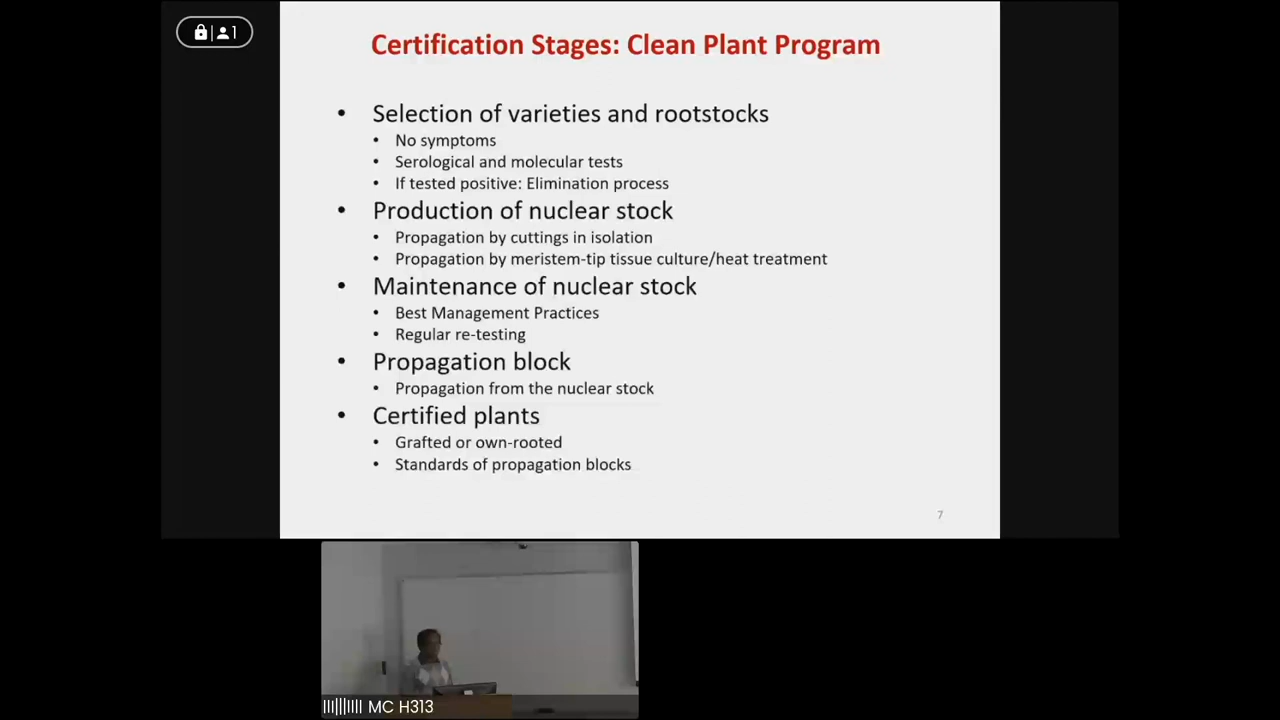 1
Certification Stages: Clean Plant Program
• Selection of varieties and rootstocks
• No symptoms
• Serological and molecular tests
• If tested positive: Elimination process
• Production of nuclear stock
• Propagation by cuttings in isolation
• Propagation by meristem-tip tissue culture/heat treatment
• Maintenance of nuclear stock
• Best Management Practices
• Regular re-testing
• Propagation block
• Propagation from the nuclear stock
• Certified plants
• Grafted or own-rooted
• Standards of propagation blocks
7
MC H313